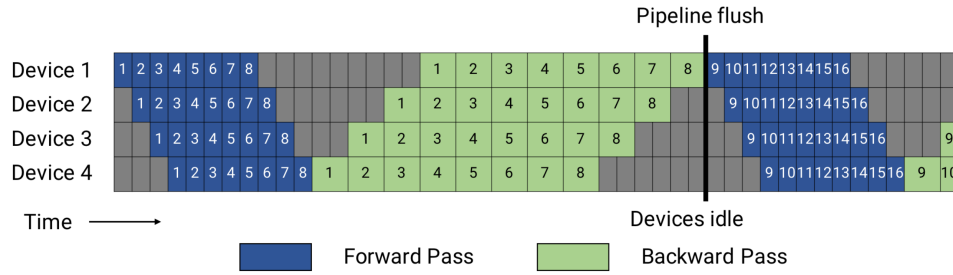 Pipeline flush
Device 1 1 2 3 4 5 6 7 8 1 2 3 4 5 6 7 8 9 10 11 12 13 14 15 16
Device 2 1 2 3 4 5 6 7 8 1 2 3 4 5 6 7 8 9 10 11 12 13 14 15 16
Device 3 1 2 3 4 5 6 7 8 1 2 3 4 5 6 7 8 9 10 11 12 13 14 15 16 9
Device 4 1 2 3 4 5 6 7 8 1 2 3 4 5 6 7 8 9 10 11 12 13 14 15 16 9 10
Time Devices idle
Forward Pass Backward Pass